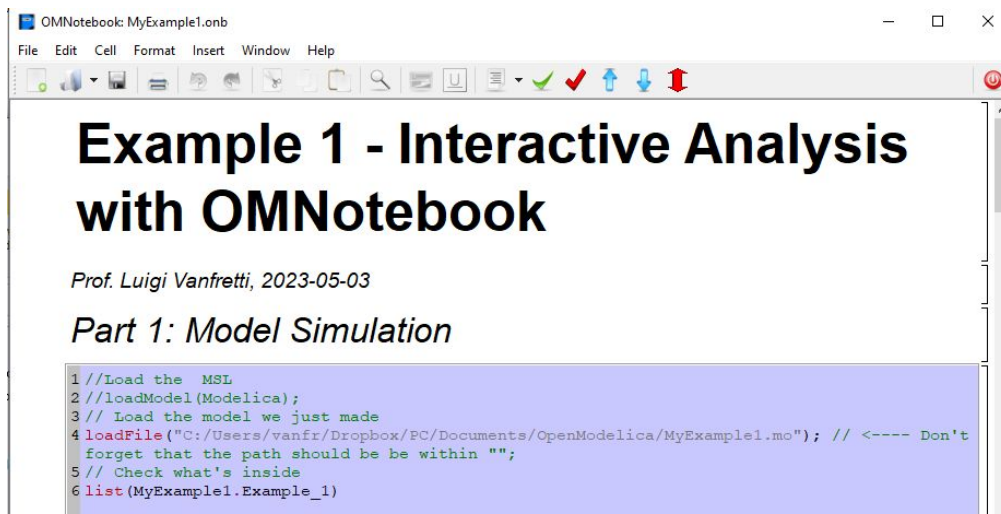 OMNotebook: MyExample1.onb
File Edit Cell Format Insert Window Help
U
Example 1 - Interactive Analysis
with OMNotebook
Prof. Luigi Vanfretti, 2023-05-03
Part 1: Model Simulation
1 //Load the  MSL
2 //loadModel(Modelica);
3 // Load the model we just made
4 loadFile("C:/Users/vanfr/Dropbox/PC/Documents/OpenModelica/MyExample1.mo"); // <---- Don't
forget that the path should be be within "";
5 // Check what's inside
6 list(MyExample1.Example_1)